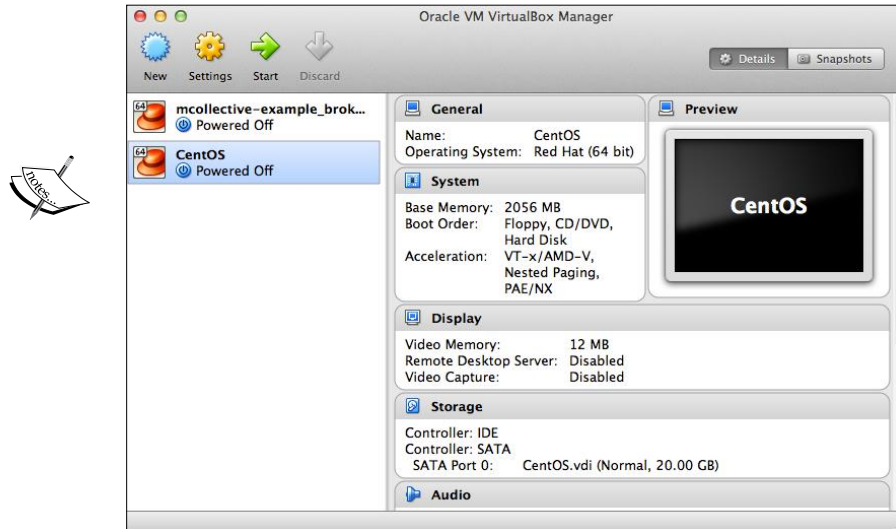 Oracle VM VirtualBox Manager
New Settings Start Discard
Details Snapshots
64 mcollective-example_brok...
Powered Off
64 CentOS
Powered Off
notes...
General
Name: CentOS
Operating System: Red Hat (64 bit)
System
Base Memory: 2056 MB
Boot Order: Floppy, CD/DVD,
Hard Disk
Acceleration: VT-x/AMD-V,
Nested Paging,
PAE/NX
Preview
CentOS
Display
Video Memory: 12 MB
Remote Desktop Server: Disabled
Video Capture: Disabled
Storage
Controller: IDE
Controller: SATA
SATA Port 0: CentOS.vdi (Normal, 20.00 GB)
Audio